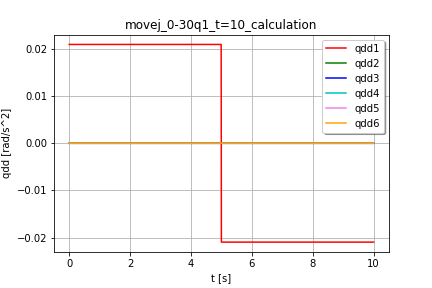 movej_0-30q1_t=10_calculation
qdd1
qdd2
qdd3
qdd4
qdd5
qdd6
qdd [rad/s^2]
0.02
0.01
0.00
−0.01
−0.02
0 2 4 6 8 10
t [s]